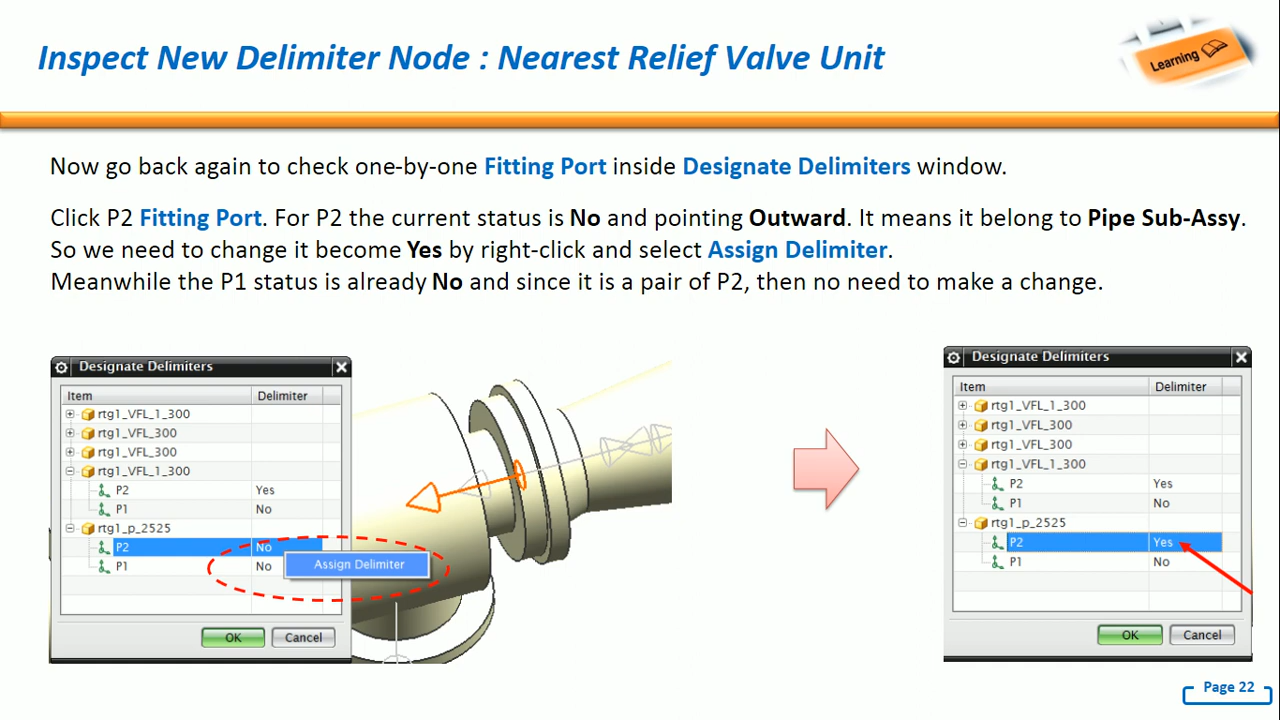 Inspect New Delimiter Node : Nearest Relief Valve Unit
Learning
Now go back again to check one-by-one Fitting Port inside Designate Delimiters window.
Click P2 Fitting Port. For P2 the current status is No and pointing Outward. It means it belong to Pipe Sub-Assy.
So we need to change it become Yes by right-click and select Assign Delimiter.
Meanwhile the P1 status is already No and since it is a pair of P2, then no need to make a change.
Designate Delimiters
Item Delimiter
rtg1_VFL_1_300
rtg1_VFL_300
rtg1_VFL_300
rtg1_VFL_1_300
P2 Yes
P1 No
rtg1_p_2525
P2 No
P1 No
Assign Delimiter
OK Cancel
Designate Delimiters
Item Delimiter
rtg1_VFL_1_300
rtg1_VFL_300
rtg1_VFL_300
rtg1_VFL_1_300
P2 Yes
P1 No
rtg1_p_2525
P2 Yes
P1 No
OK Cancel
Page 22